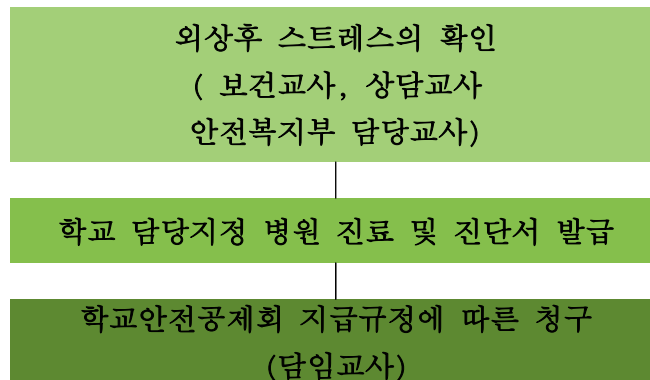 외상후 스트레스의 확인
( 보건교사, 상담교사
안전복지부 담당교사)
학교 담당지정 병원 진료 및 진단서 발급
학교안전공제회 지급규정에 따른 청구
(담임교사)